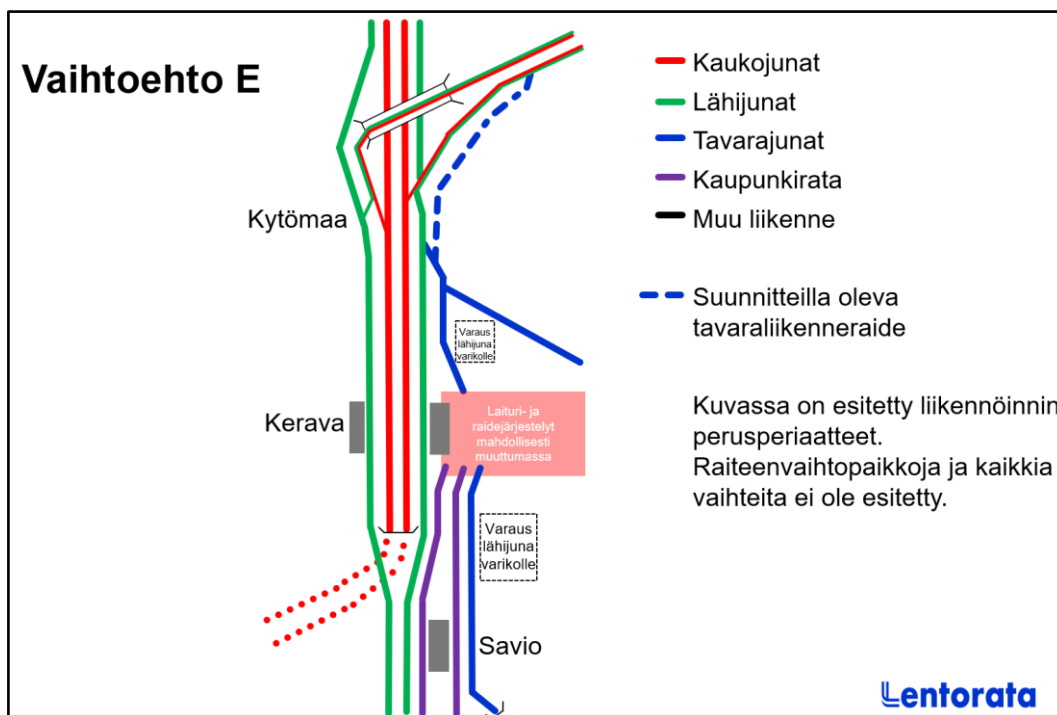 Vaihtoehto E
Kaukojunat
Lähijunat
Tavarajunat
Kaupunkirata
Muu liikenne
Suunnitteilla oleva
tavaraliikenneraide
Kytömaa
Varaus
lähijuna
varikolle
Kerava
Laituri- ja
raidejärjestelyt
mahdollisesti
muuttumassa
Kuvassa on esitetty liikennöinnin
perusperiaatteet.
Raiteenvaihtopaikkoja ja kaikkia
vaihteita ei ole esitetty.
Varaus
lähijuna
varikolle
Savio
Lentorata